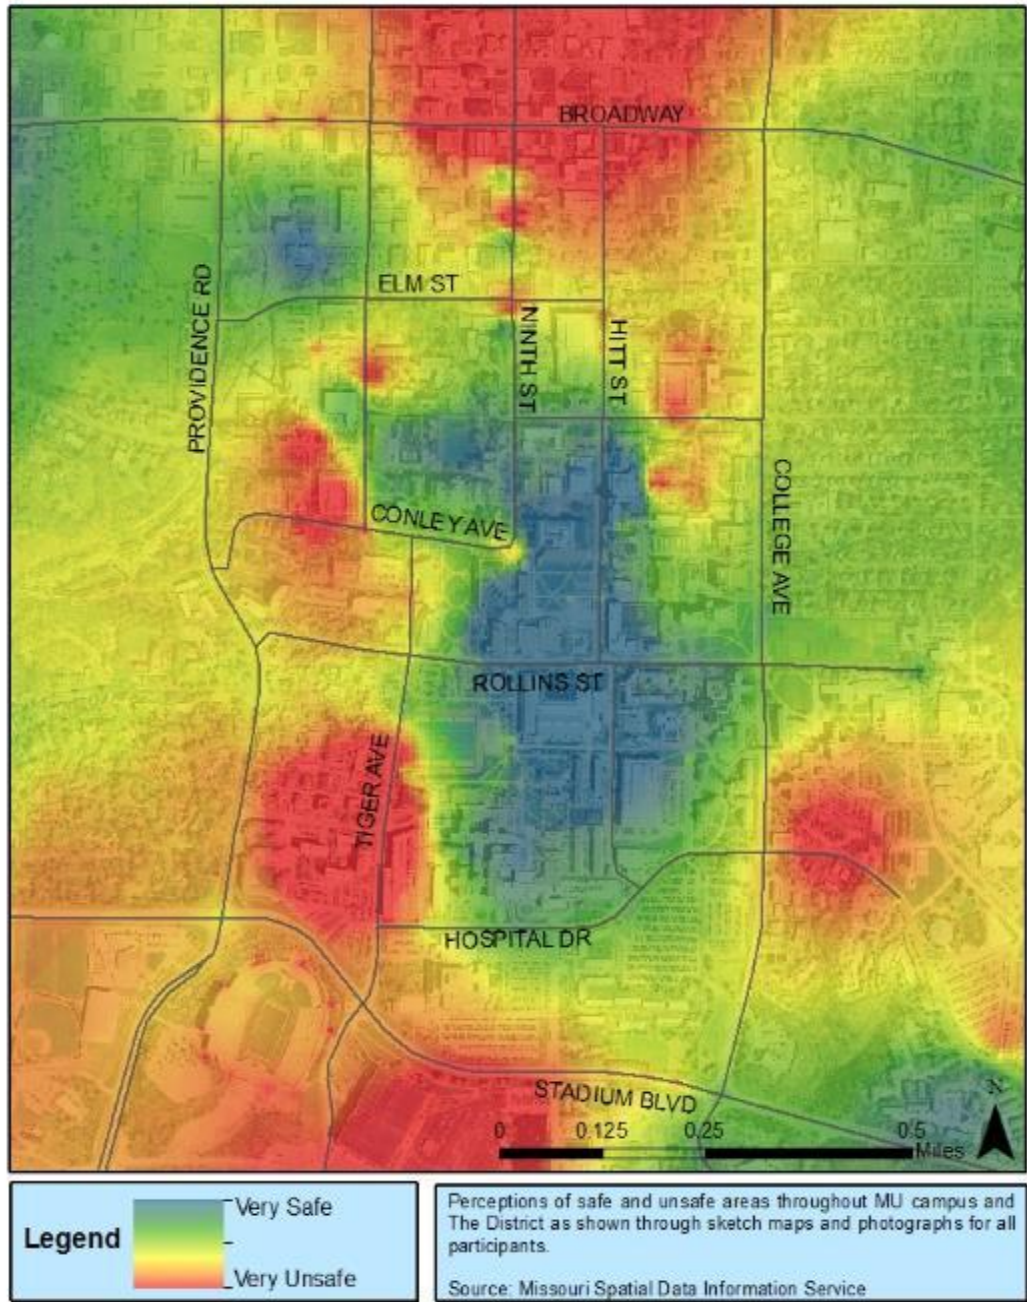 BROADWAY
ELM ST
PROVIDENCE RD
NINTH ST
HITT ST
COLLEGE AVE
CONLEY AVE
ROLLINS ST
TIGER AVE
HOSPITAL DR
STADIUM BLVD
N
0 0.125 0.25 0.5
Miles
Legend
Very Safe
Very Unsafe
Perceptions of safe and unsafe areas throughout MU campus and
The District as shown through sketch maps and photographs for all
participants.
Source: Missouri Spatial Data Information Service